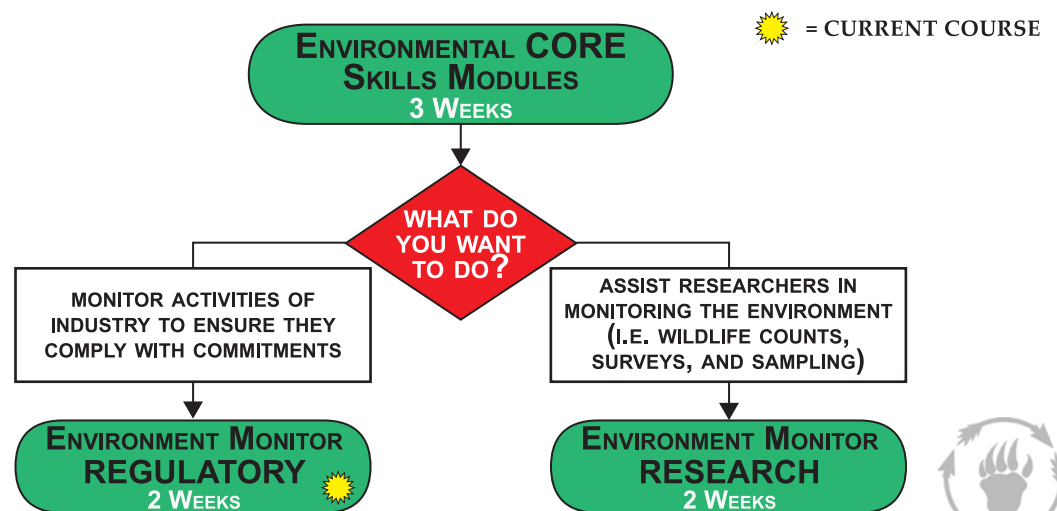 = CURRENT COURSE
ENVIRONMENTAL CORE
SKILLS MODULES
3 WEEKS
WHAT DO
YOU WANT
TO DO?
MONITOR ACTIVITIES OF
INDUSTRY TO ENSURE THEY
COMPLY WITH COMMITMENTS
ASSIST RESEARCHERS IN
MONITORING THE ENVIRONMENT
(I.E. WILDLIFE COUNTS,
SURVEYS, AND SAMPLING)
ENVIRONMENT MONITOR
REGULATORY
2 WEEKS
ENVIRONMENT MONITOR
RESEARCH
2 WEEKS